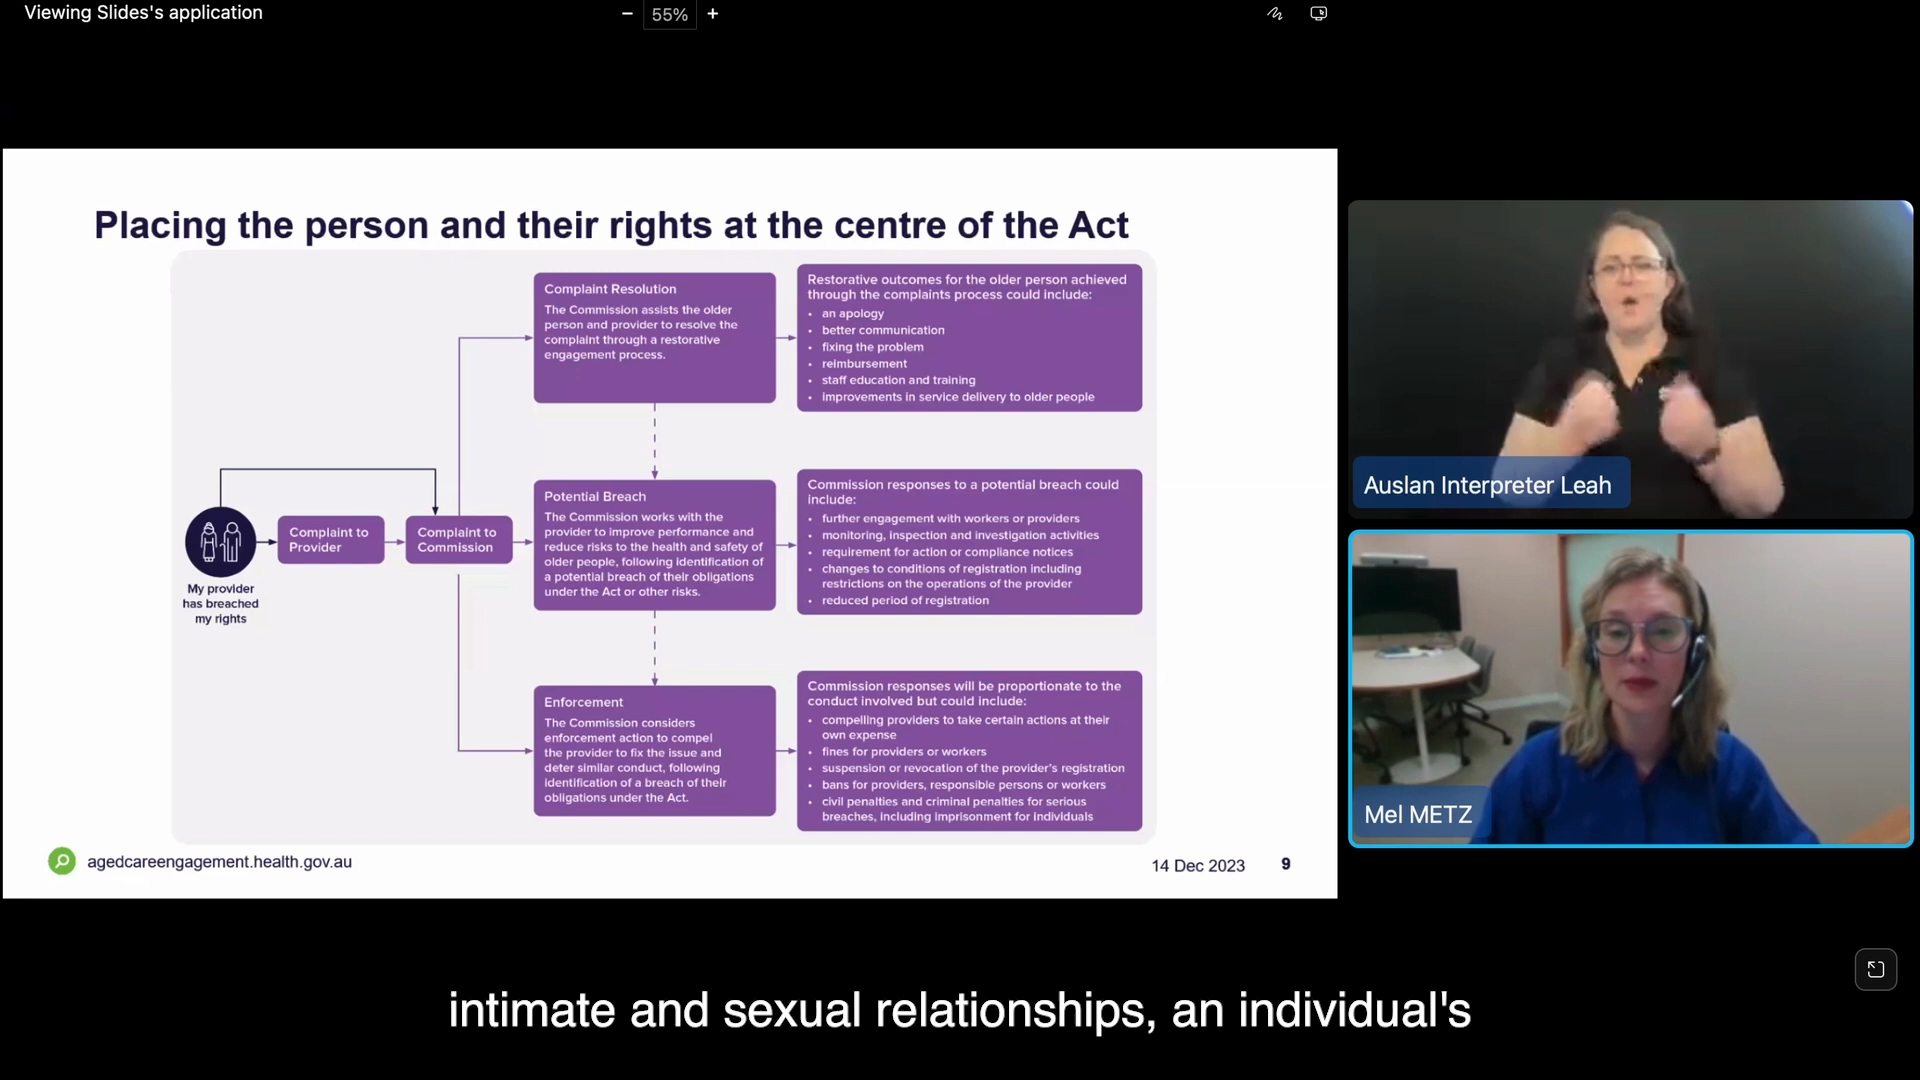 Viewing Slides's application
− 55% +
Placing the person and their rights at the centre of the Act
My provider
has breached
my rights
Complaint to
Provider
Complaint to
Commission
Complaint Resolution
The Commission assists the older
person and provider to resolve the
complaint through a restorative
engagement process.
Restorative outcomes for the older person achieved
through the complaints process could include:
• an apology
• better communication
• fixing the problem
• reimbursement
• staff education and training
• improvements in service delivery to older people
Potential Breach
The Commission works with the
provider to improve performance and
reduce risks to the health and safety of
older people, following identification of
a potential breach of their obligations
under the Act or other risks.
Commission responses to a potential breach could
include:
• further engagement with workers or providers
• monitoring, inspection and investigation activities
• requirement for action or compliance notices
• changes to conditions of registration including
restrictions on the operations of the provider
• reduced period of registration
Enforcement
The Commission considers
enforcement action to compel
the provider to fix the issue and
deter similar conduct, following
identification of a breach of their
obligations under the Act.
Commission responses will be proportionate to the
conduct involved but could include:
• compelling providers to take certain actions at their
own expense
• fines for providers or workers
• suspension or revocation of the provider's registration
• bans for providers, responsible persons or workers
• civil penalties and criminal penalties for serious
breaches, including imprisonment for individuals
agedcareengagement.health.gov.au
14 Dec 2023 9
Auslan Interpreter Leah
Mel METZ
intimate and sexual relationships, an individual's